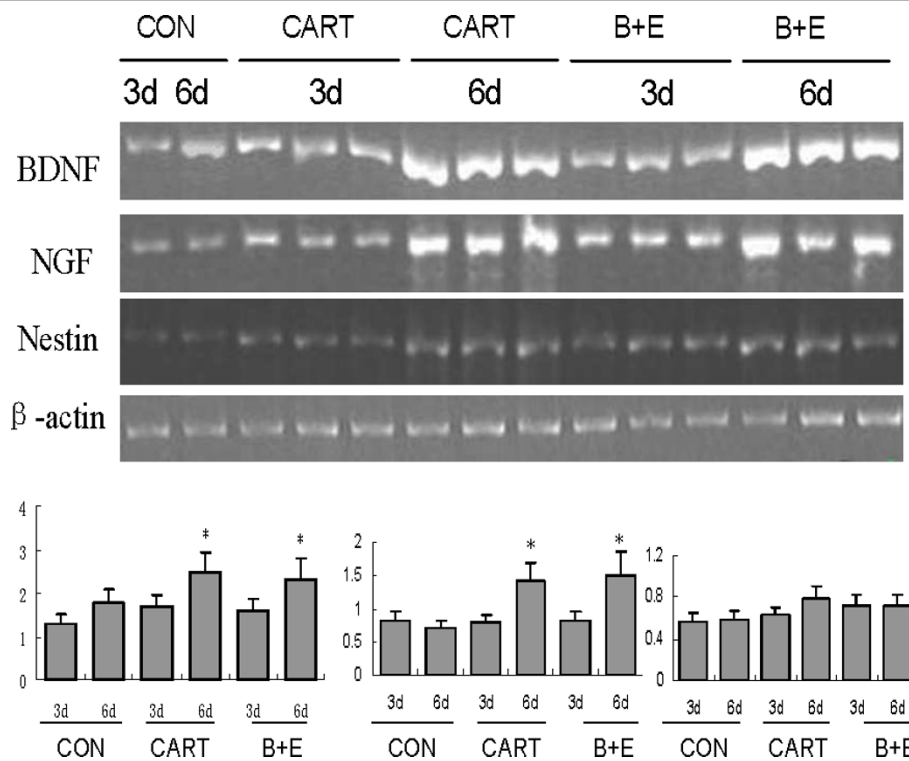 CON CART CART B+E B+E
3d 6d 3d 6d 3d 6d
BDNF
NGF
Nestin
β-actin
4
3
2
1
0
* *
3d 6d 3d 6d 3d 6d
CON CART B+E
2
1.5
1
0.5
0
* *
3d 6d 3d 6d 3d 6d
CON CART B+E
1.2
0.8
0.4
0
3d 6d 3d 6d 3d 6d
CON CART B+E